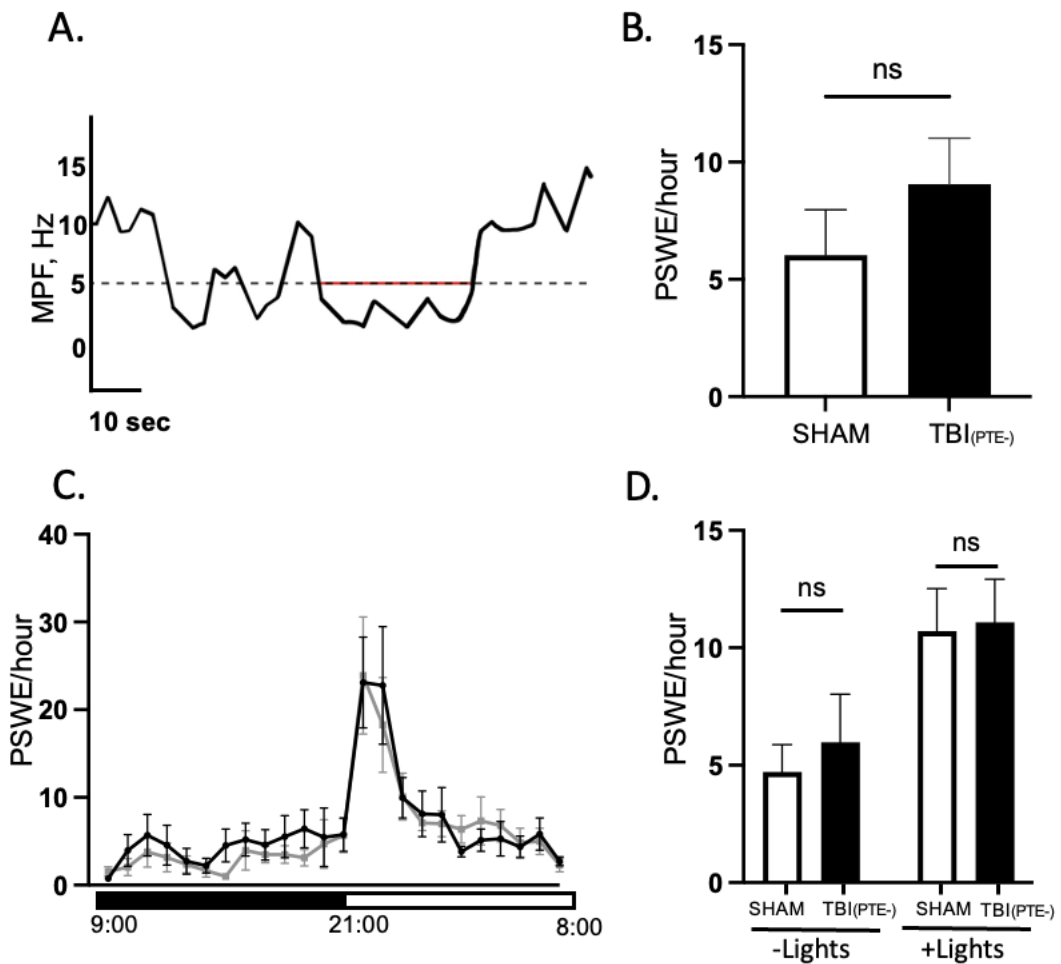 A.
15
10
5
0
MPF, Hz
10 sec
B.
15
10
5
0
PSWE/hour
ns
SHAM
TBI(PTE-)
C.
40
30
20
10
0
PSWE/hour
9:00
21:00
8:00
D.
15
10
5
0
PSWE/hour
ns
ns
SHAM TBI(PTE-) SHAM TBI(PTE-)
-Lights +Lights